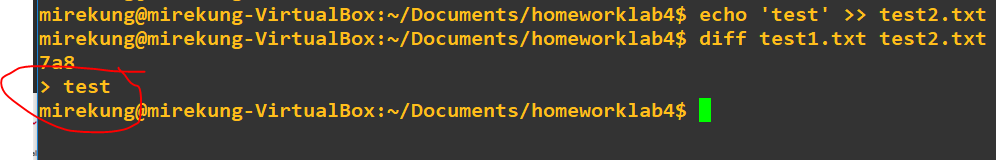 mirekung@mirekung-VirtualBox:~/Documents/homeworklab4$ echo 'test' >> test2.txt
mirekung@mirekung-VirtualBox:~/Documents/homeworklab4$ diff test1.txt test2.txt
7a8
> test
mirekung@mirekung-VirtualBox:~/Documents/homeworklab4$